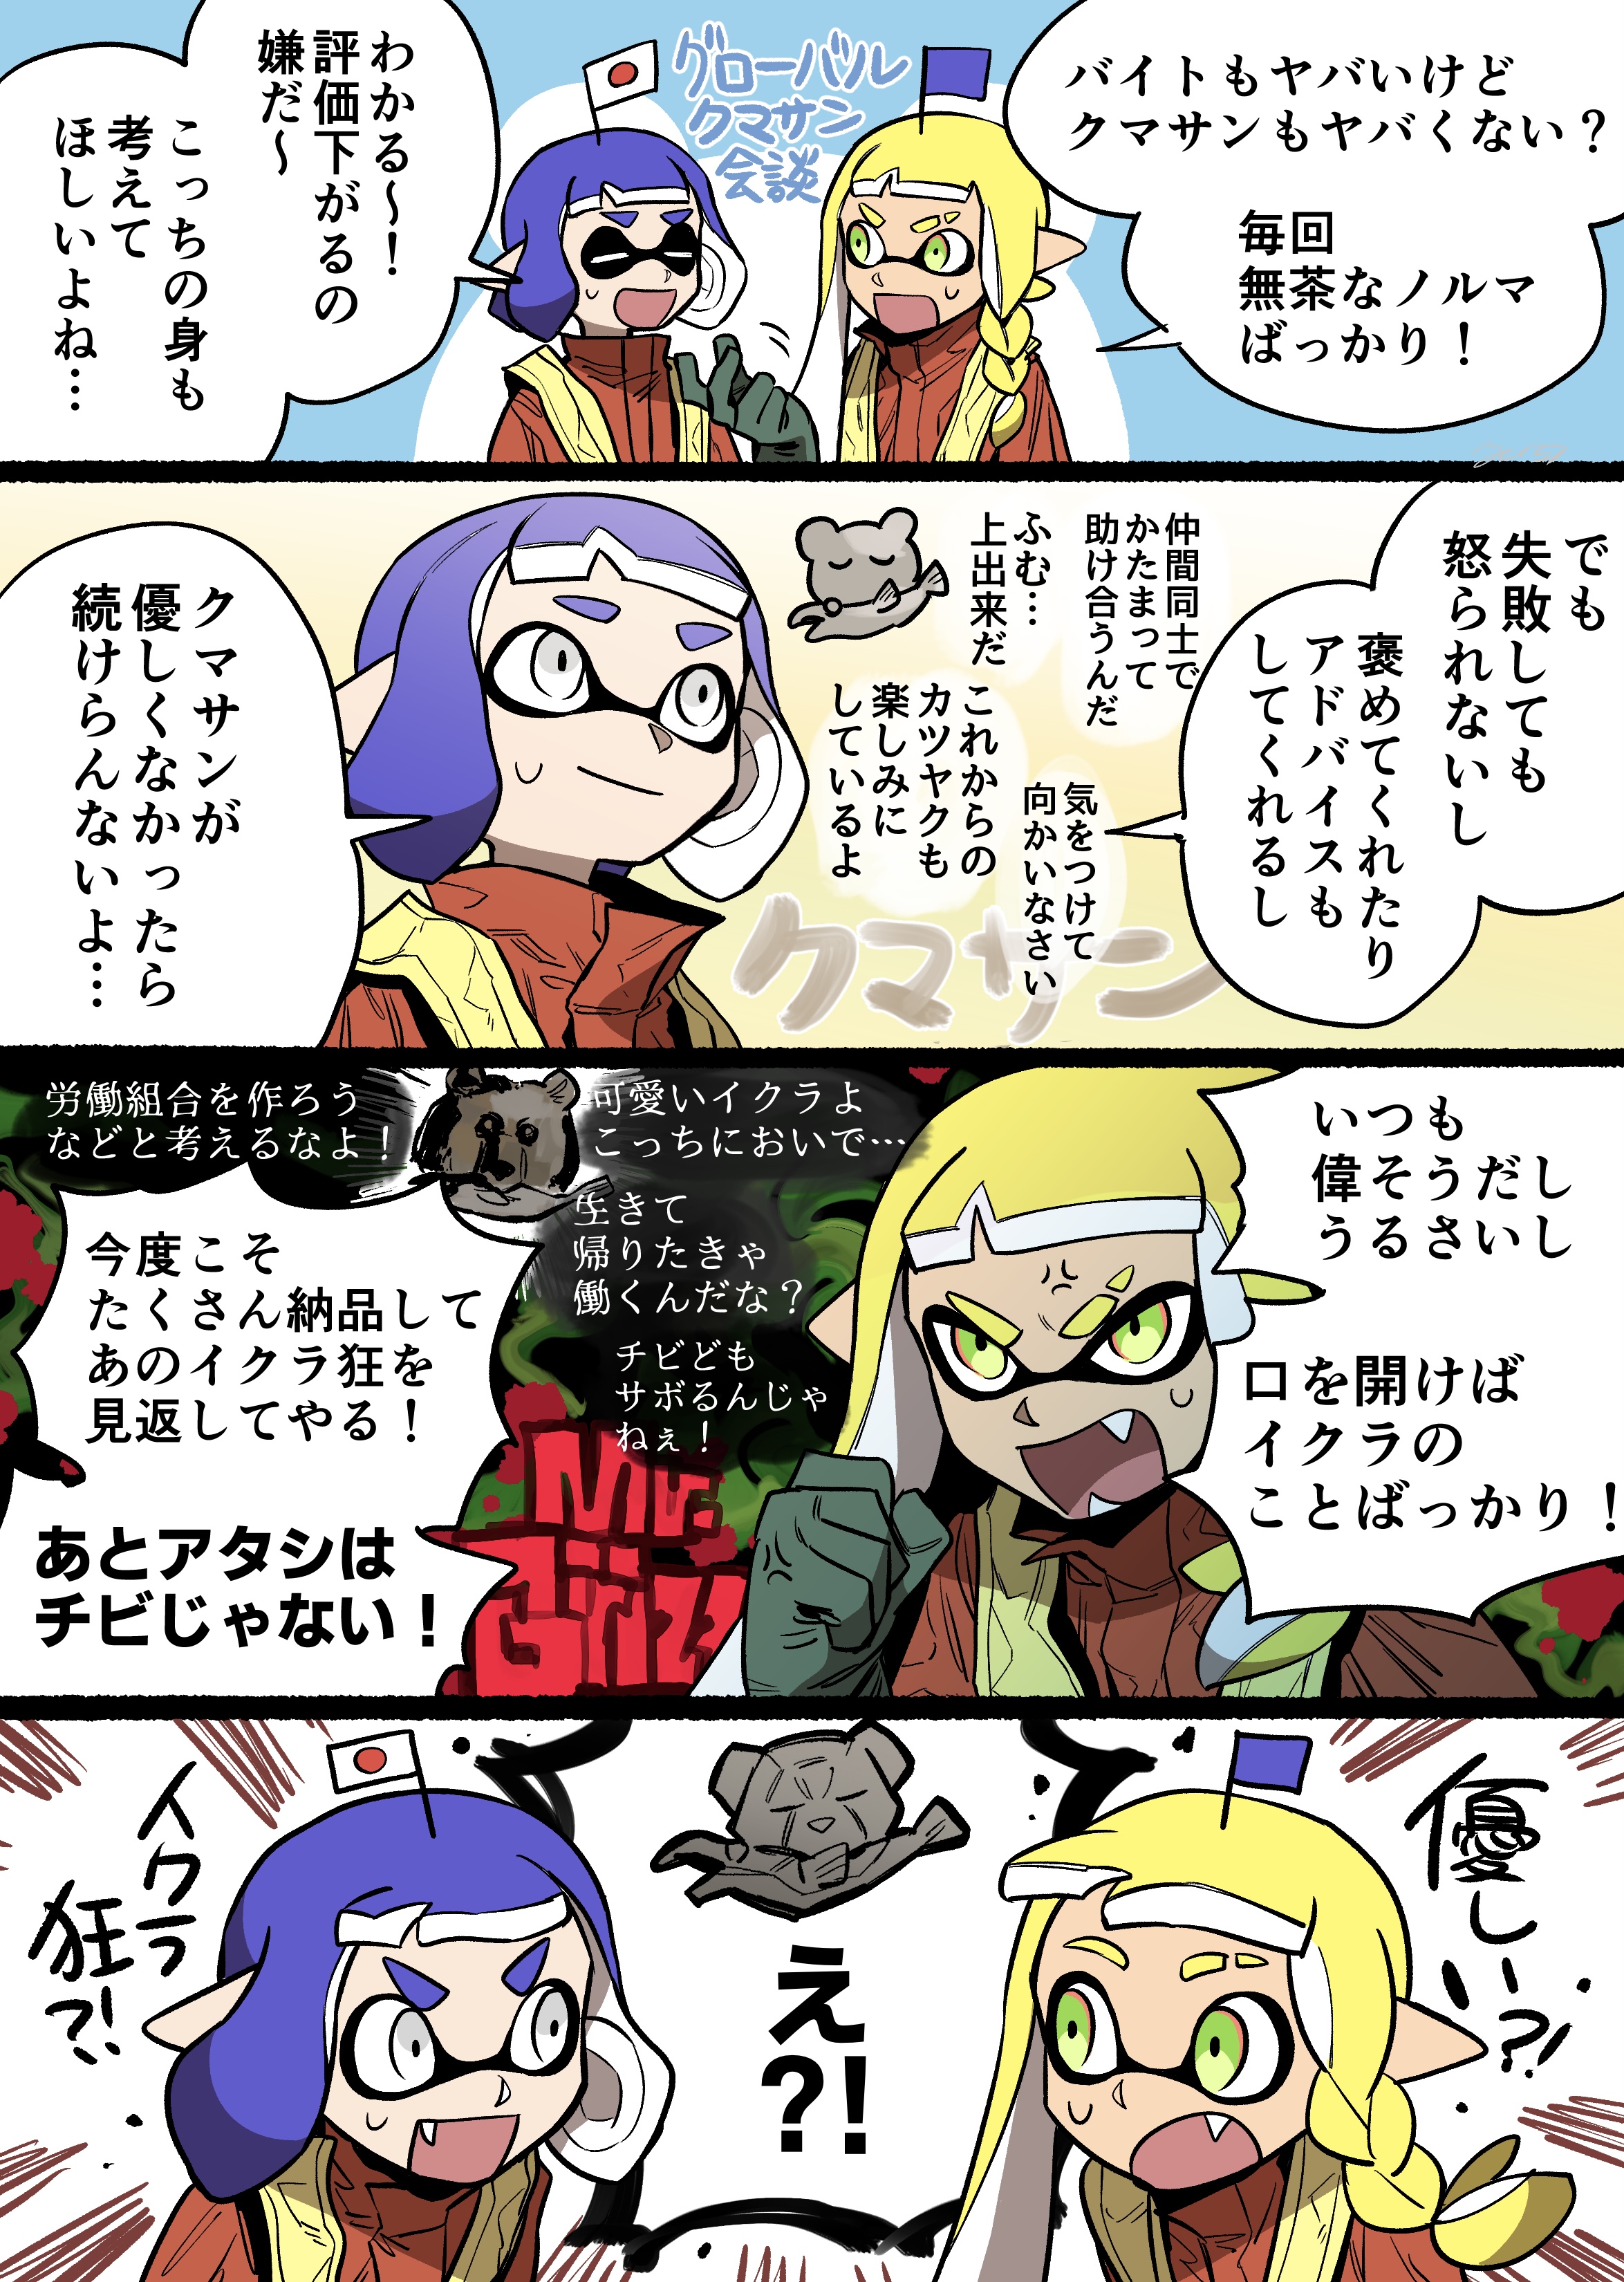 グローバル
クマサン
会談
バイトもヤバいけど
クマサンもヤバくない？
毎回
無茶なノルマ
ばっかり！
わかる〜！
評価下がるの
嫌だ〜
こっちの身も
考えて
ほしいよね…
でも
失敗しても
怒られないし
褒めてくれたり
アドバイスも
してくれるし
仲間同士で
かたまって
助け合うんだ
ふむ…
上出来だ
気をつけて
向かいなさい
これからの
カツヤクも
楽しみに
しているよ
クマサン
クマサンが
優しくなかったら
続けらんないよ…
いつも
偉そうだし
うるさいし
口を開けば
イクラの
ことばっかり！
可愛いイクラよ
こっちにおいで…
労働組合を作ろう
などと考えるなよ！
生きて
帰りたきゃ
働くんだな？
チビども
サボるんじゃ
ねぇ！
今度こそ
たくさん納品して
あのイクラ狂を
見返してやる！
あとアタシは
チビじゃない！
優しい?!
え
?!
イクラ
狂?!